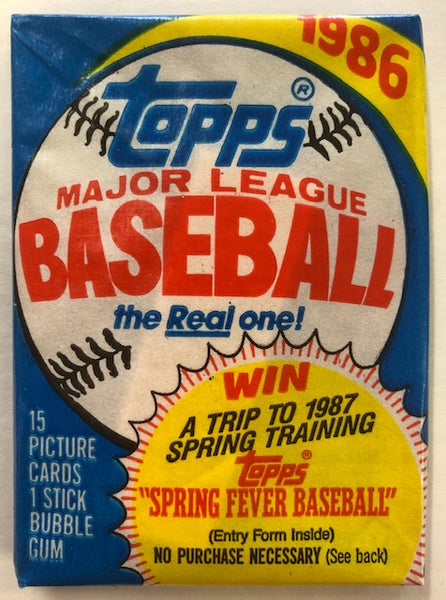 1986
Topps®
MAJOR LEAGUE
BASEBALL
the Real one!
WIN
A TRIP TO 1987
SPRING TRAINING
Topps®
"SPRING FEVER BASEBALL"
(Entry Form Inside)
NO PURCHASE NECESSARY (See back)
15
PICTURE
CARDS
1 STICK
BUBBLE
GUM